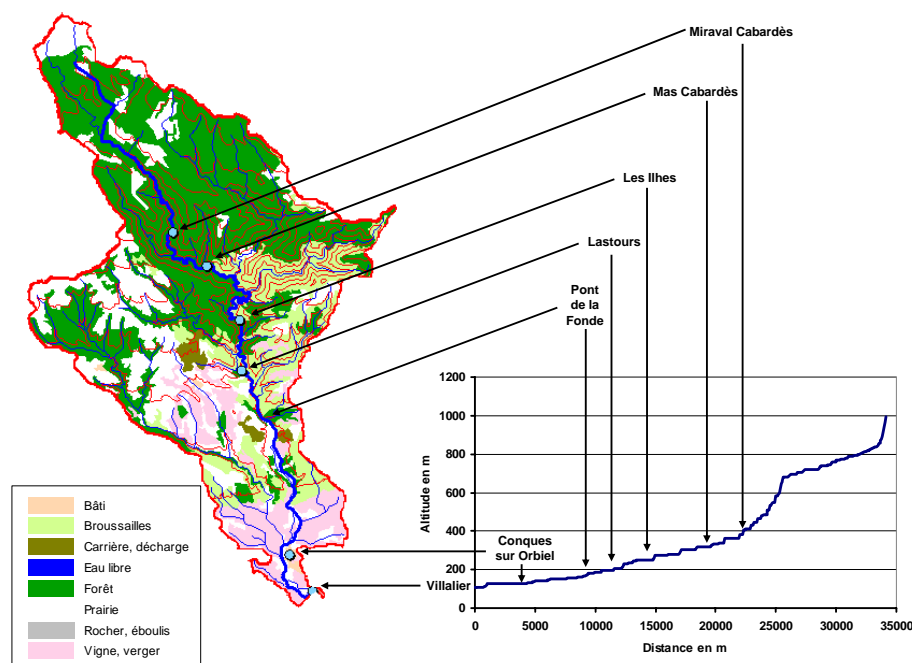 Miraval Cabardès
Mas Cabardès
Les Ilhes
Lastours
Pont
de la
Fonde
Conques
sur Orbiel
Villalier
Bâti
Broussailles
Carrière, décharge
Eau libre
Forêt
Prairie
Rocher, éboulis
Vigne, verger
Altitude en m
1200
1000
800
600
400
200
0
0 5000 10000 15000 20000 25000 30000 35000
Distance en m